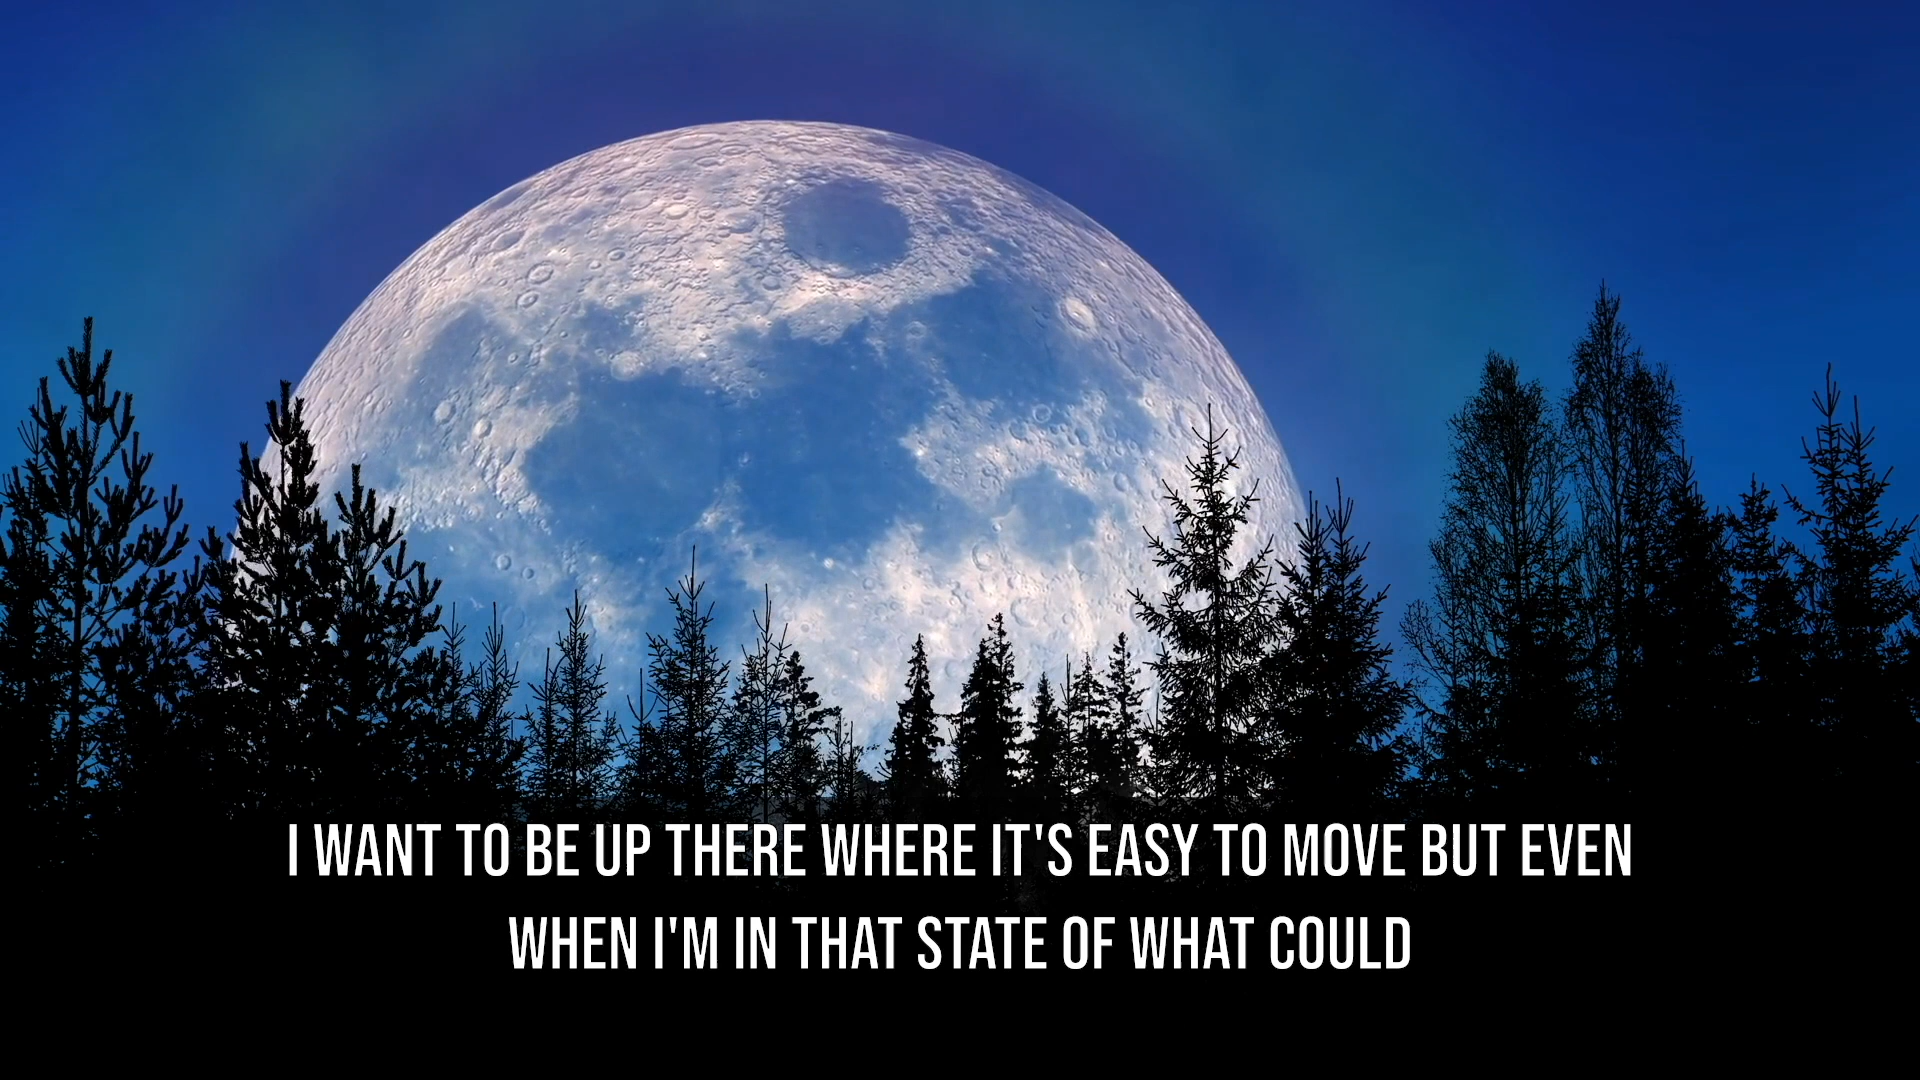 I WANT TO BE UP THERE WHERE IT'S EASY TO MOVE BUT EVEN
WHEN I'M IN THAT STATE OF WHAT COULD